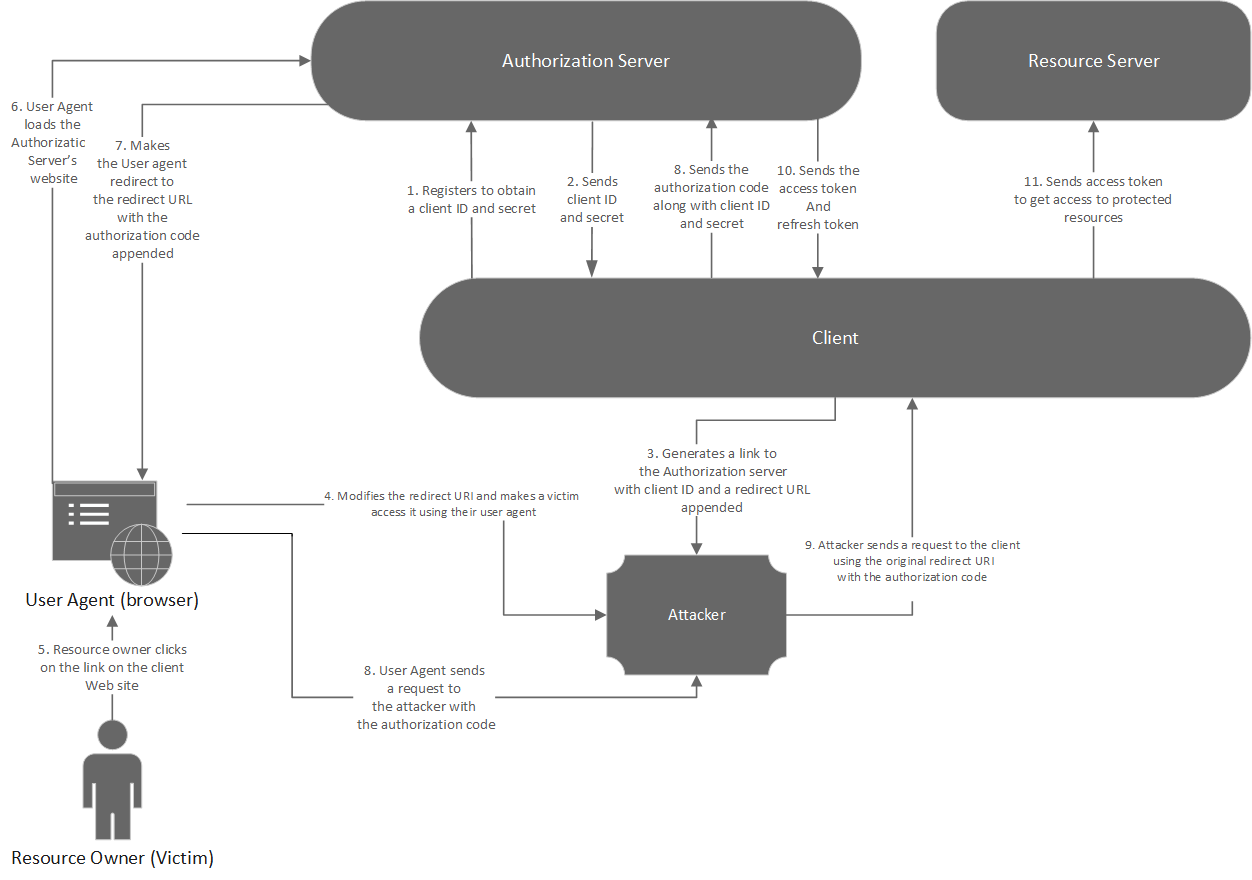 Authorization Server
Resource Server
6. User Agent
loads the
Authorizatic
Server's
website
7. Makes
the User agent
redirect to
the redirect URL
with the
authorization code
appended
1. Registers to obtain
a client ID and secret
2. Sends
client ID
and secret
8. Sends the
authorization code
along with client ID
and secret
10. Sends the
access token
And
refresh token
11. Sends access token
to get access to protected
resources
Client
3. Generates a link to
the Authorization server
with client ID and a redirect URL
appended
4. Modifies the redirect URI and makes a victim
access it using their user agent
9. Attacker sends a request to the client
using the original redirect URI
with the authorization code
User Agent (browser)
Attacker
5. Resource owner clicks
on the link on the client
Web site
8. User Agent sends
a request to
the attacker with
the authorization code
Resource Owner (Victim)